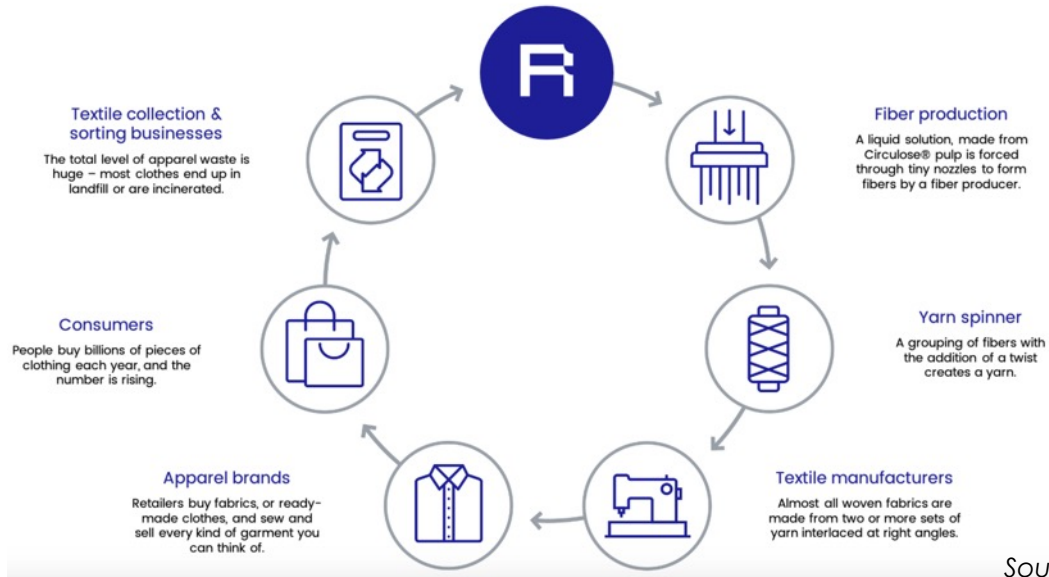 R
Fiber production
A liquid solution, made from
Circulose® pulp is forced
through tiny nozzles to form
fibers by a fiber producer.
Yarn spinner
A grouping of fibers with
the addition of a twist
creates a yarn.
Textile manufacturers
Almost all woven fabrics are
made from two or more sets of
yarn interlaced at right angles.
Apparel brands
Retailers buy fabrics, or ready-
made clothes, and sew and
sell every kind of garment you
can think of.
Consumers
People buy billions of pieces of
clothing each year, and the
number is rising.
Textile collection &
sorting businesses
The total level of apparel waste is
huge – most clothes end up in
landfill or are incinerated.
Sou